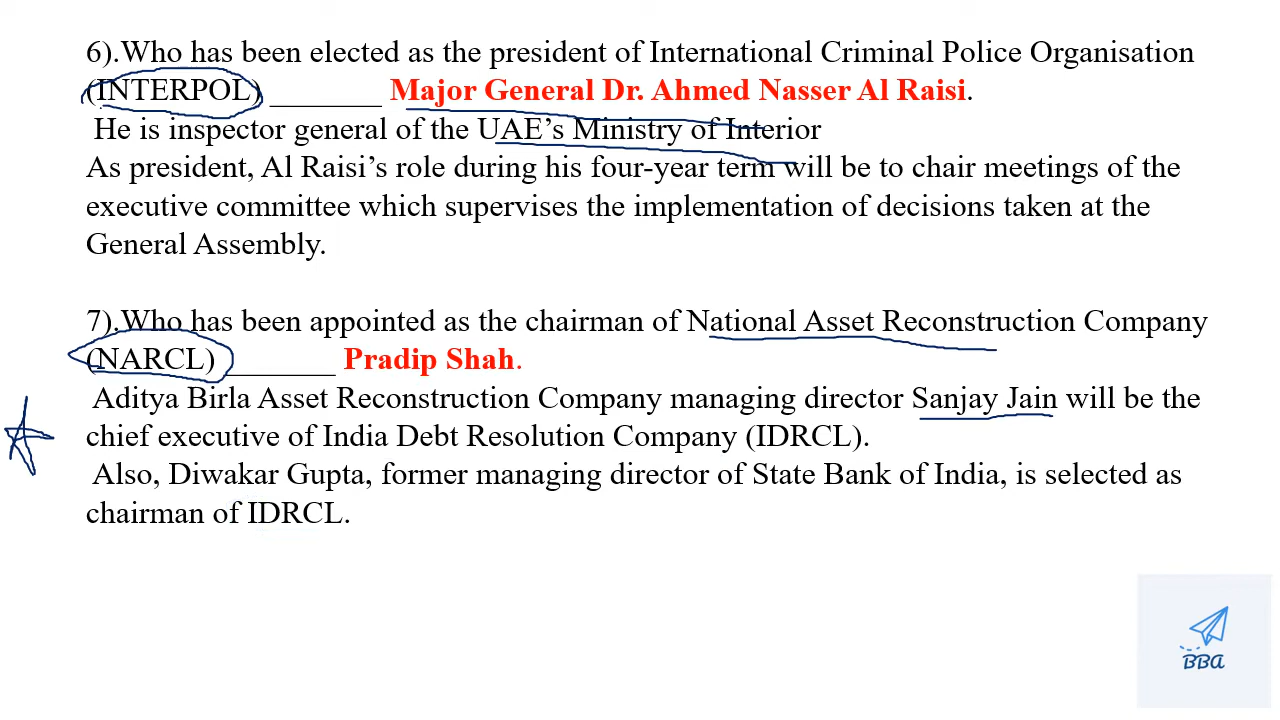 6).Who has been elected as the president of International Criminal Police Organisation
(INTERPOL) _______ Major General Dr. Ahmed Nasser Al Raisi.
He is inspector general of the UAE’s Ministry of Interior
As president, Al Raisi’s role during his four-year term will be to chair meetings of the
executive committee which supervises the implementation of decisions taken at the
General Assembly.
7).Who has been appointed as the chairman of National Asset Reconstruction Company
(NARCL) _______ Pradip Shah.
Aditya Birla Asset Reconstruction Company managing director Sanjay Jain will be the
chief executive of India Debt Resolution Company (IDRCL).
Also, Diwakar Gupta, former managing director of State Bank of India, is selected as
chairman of IDRCL.
BBA